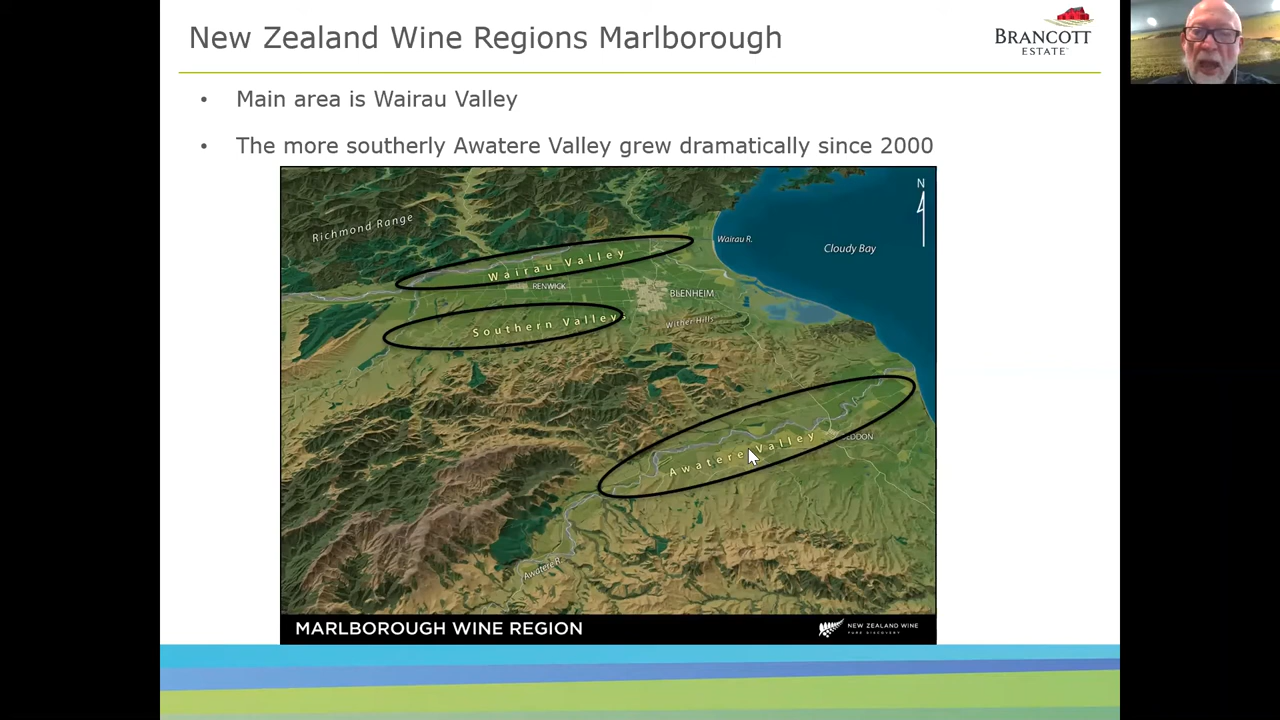 New Zealand Wine Regions Marlborough
BRANCOTT
ESTATE
• Main area is Wairau Valley
• The more southerly Awatere Valley grew dramatically since 2000
N
Richmond Range
Wairau R.
Cloudy Bay
Wairau Valley
RENWICK
BLENHEIM
Southern Valleys
Wither Hills
Awatere Valley
SEDDON
Awatere R.
MARLBOROUGH WINE REGION
NEW ZEALAND WINE
PURE DISCOVERY